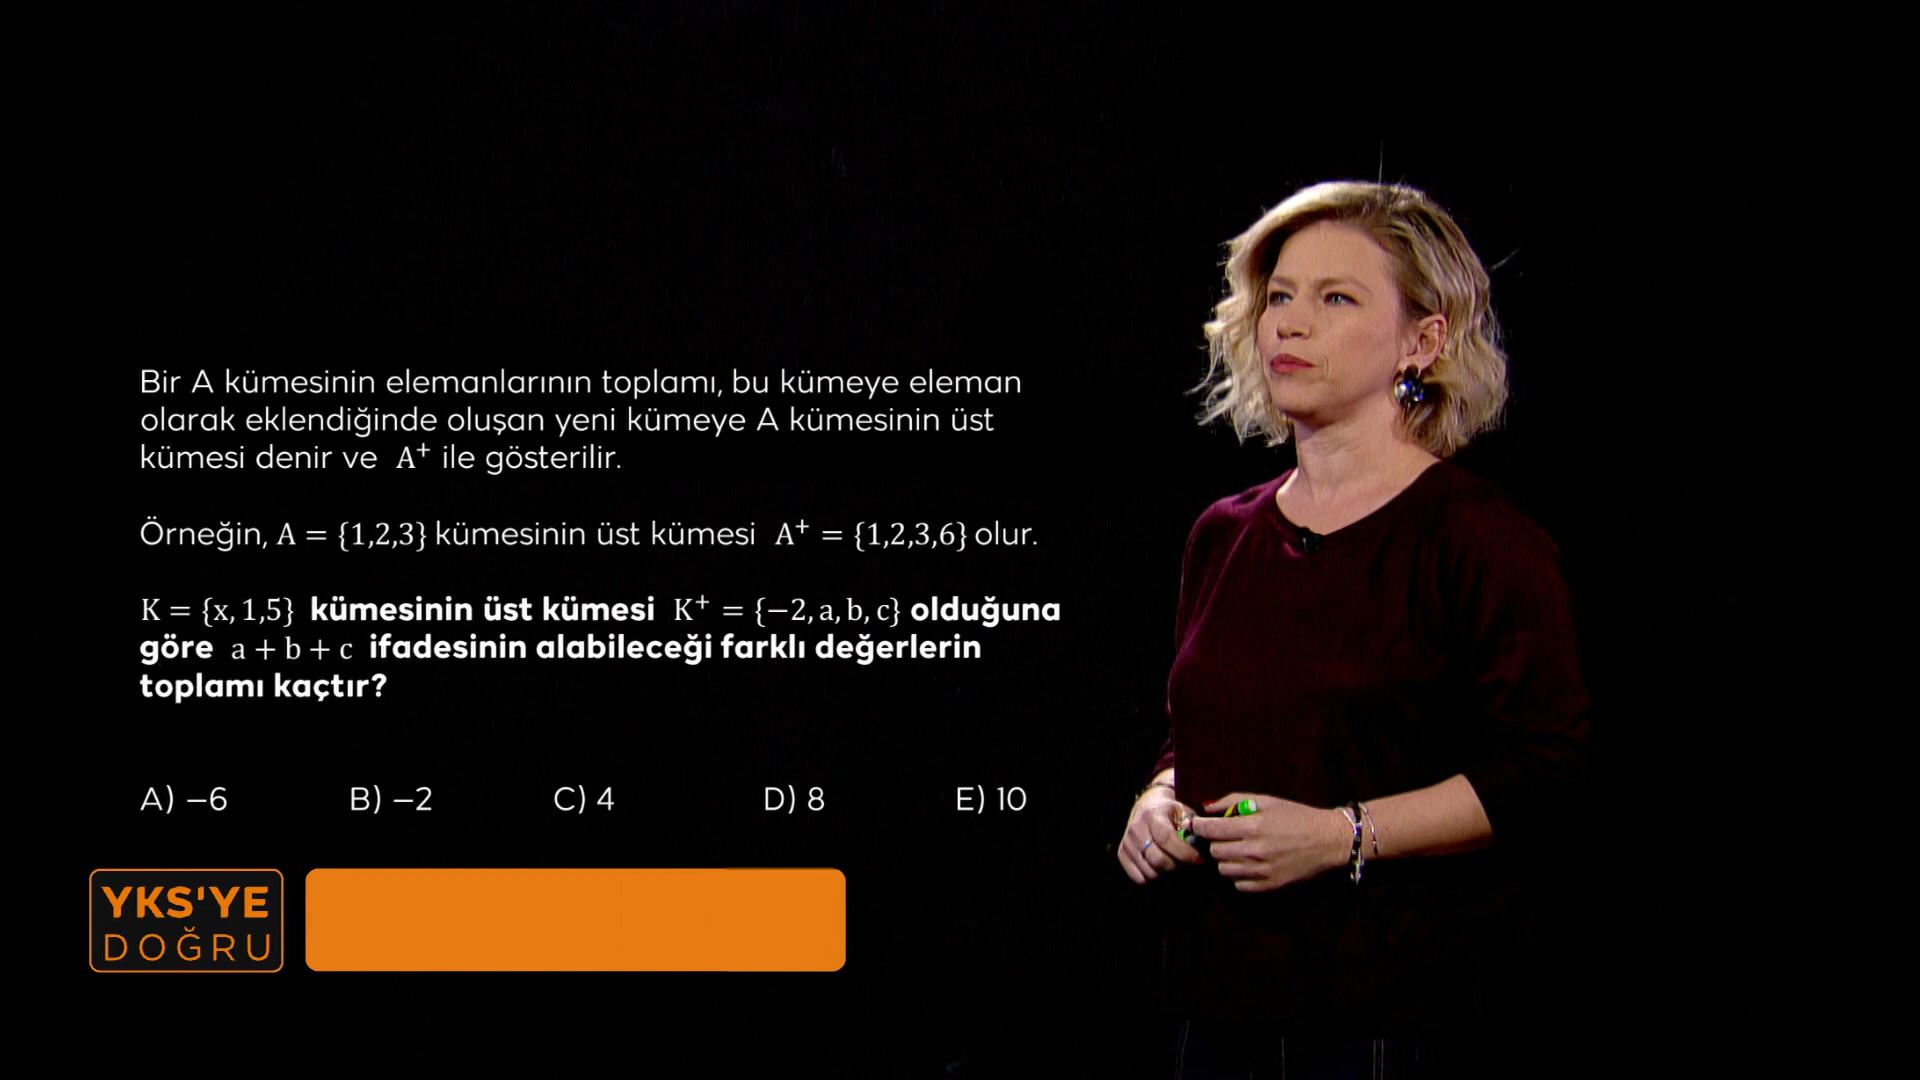 Bir A kümesinin elemanlarının toplamı, bu kümeye eleman
olarak eklendiğinde oluşan yeni kümeye A kümesinin üst
kümesi denir ve A⁺ ile gösterilir.
Örneğin, A = {1,2,3} kümesinin üst kümesi A⁺ = {1,2,3,6} olur.
K = {x, 1,5} kümesinin üst kümesi K⁺ = {−2, a, b, c} olduğuna
göre a + b + c ifadesinin alabileceği farklı değerlerin
toplamı kaçtır?
A) −6 B) −2 C) 4 D) 8 E) 10
YKS'YE
DOĞRU